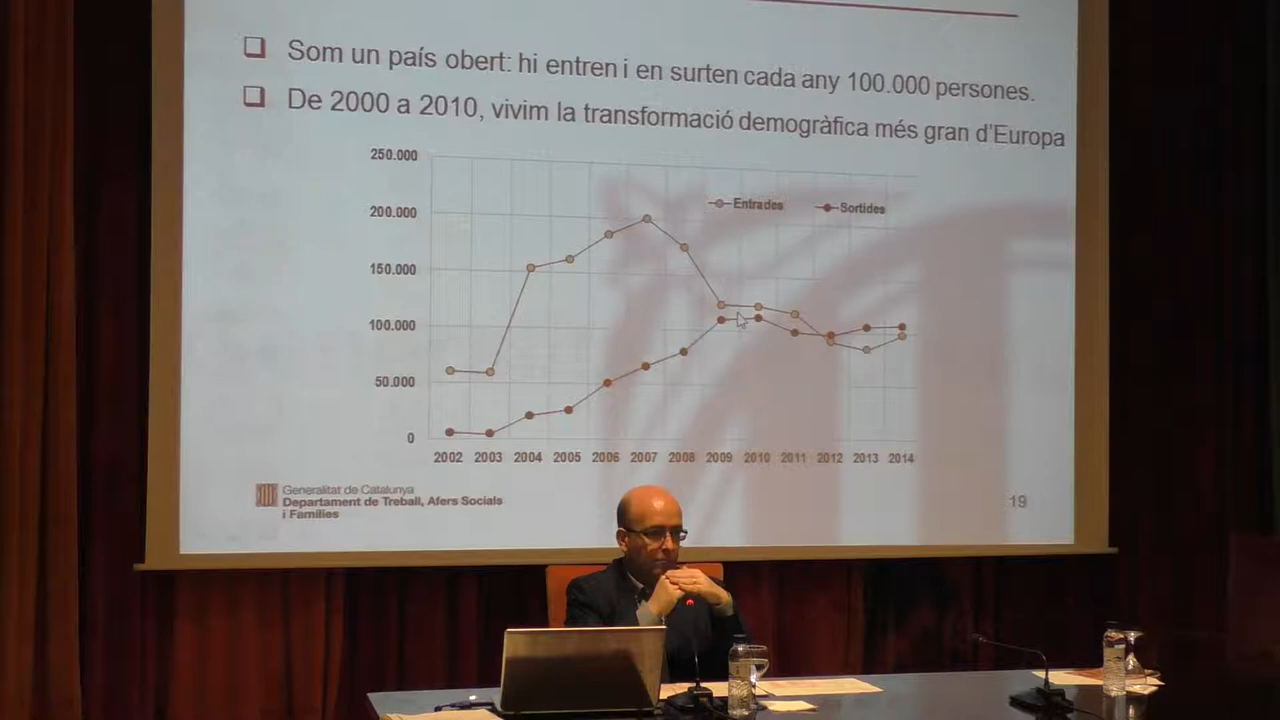 Som un país obert: hi entren i en surten cada any 100.000 persones.
De 2000 a 2010, vivim la transformació demogràfica més gran d'Europa
250.000
200.000
150.000
100.000
50.000
0
Entrades
Sortides
2002 2003 2004 2005 2006 2007 2008 2009 2010 2011 2012 2013 2014
Generalitat de Catalunya
Departament de Treball, Afers Socials
i Famílies
19